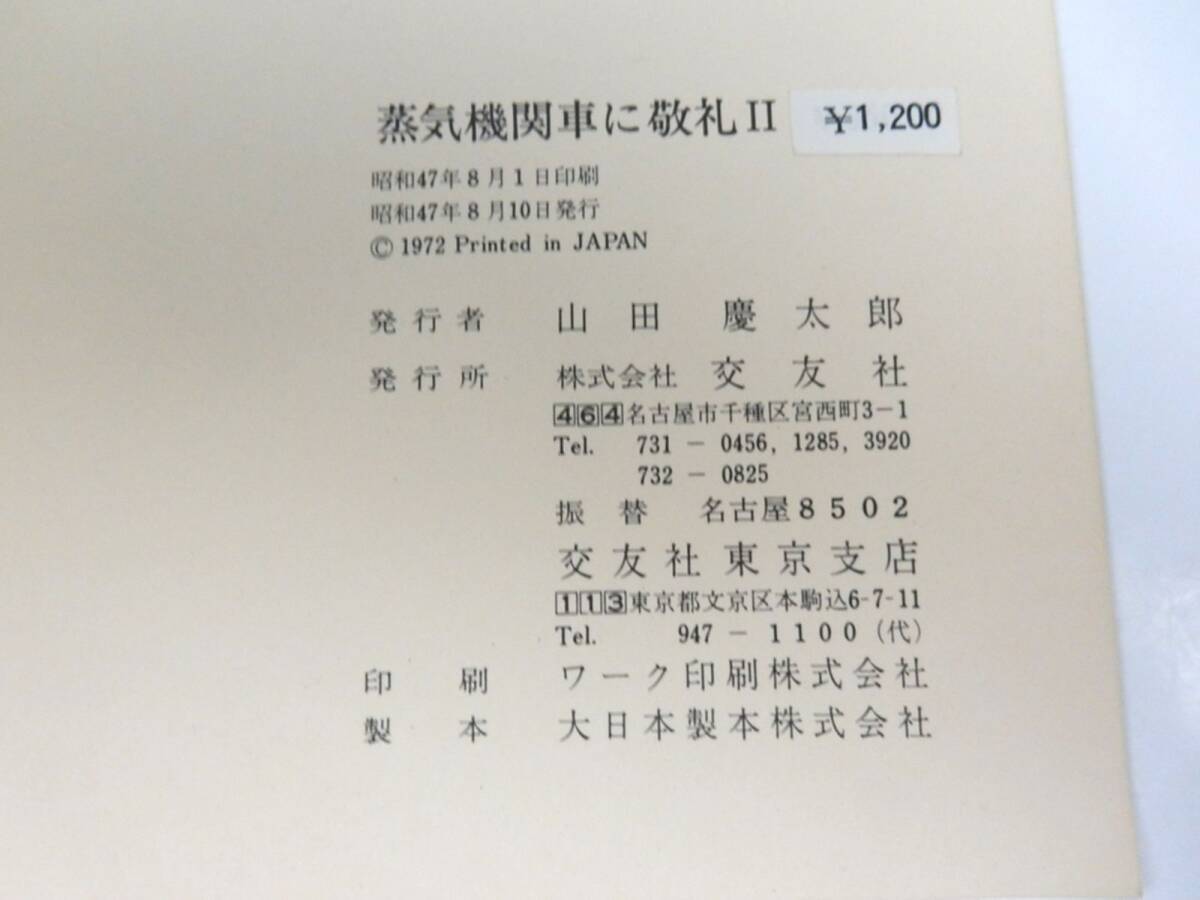 蒸気機関車に敬礼II ¥1,200
昭和47年8月1日印刷
昭和47年8月10日発行
© 1972 Printed in JAPAN
発行者 山田慶太郎
発行所 株式会社 交友社
464名古屋市千種区宮西町3-1
Tel. 731 - 0456, 1285, 3920
732 - 0825
振替 名古屋8502
交友社東京支店
113東京都文京区本駒込6-7-11
Tel. 947 - 1100 (代)
印刷 ワーク印刷株式会社
製本 大日本製本株式会社